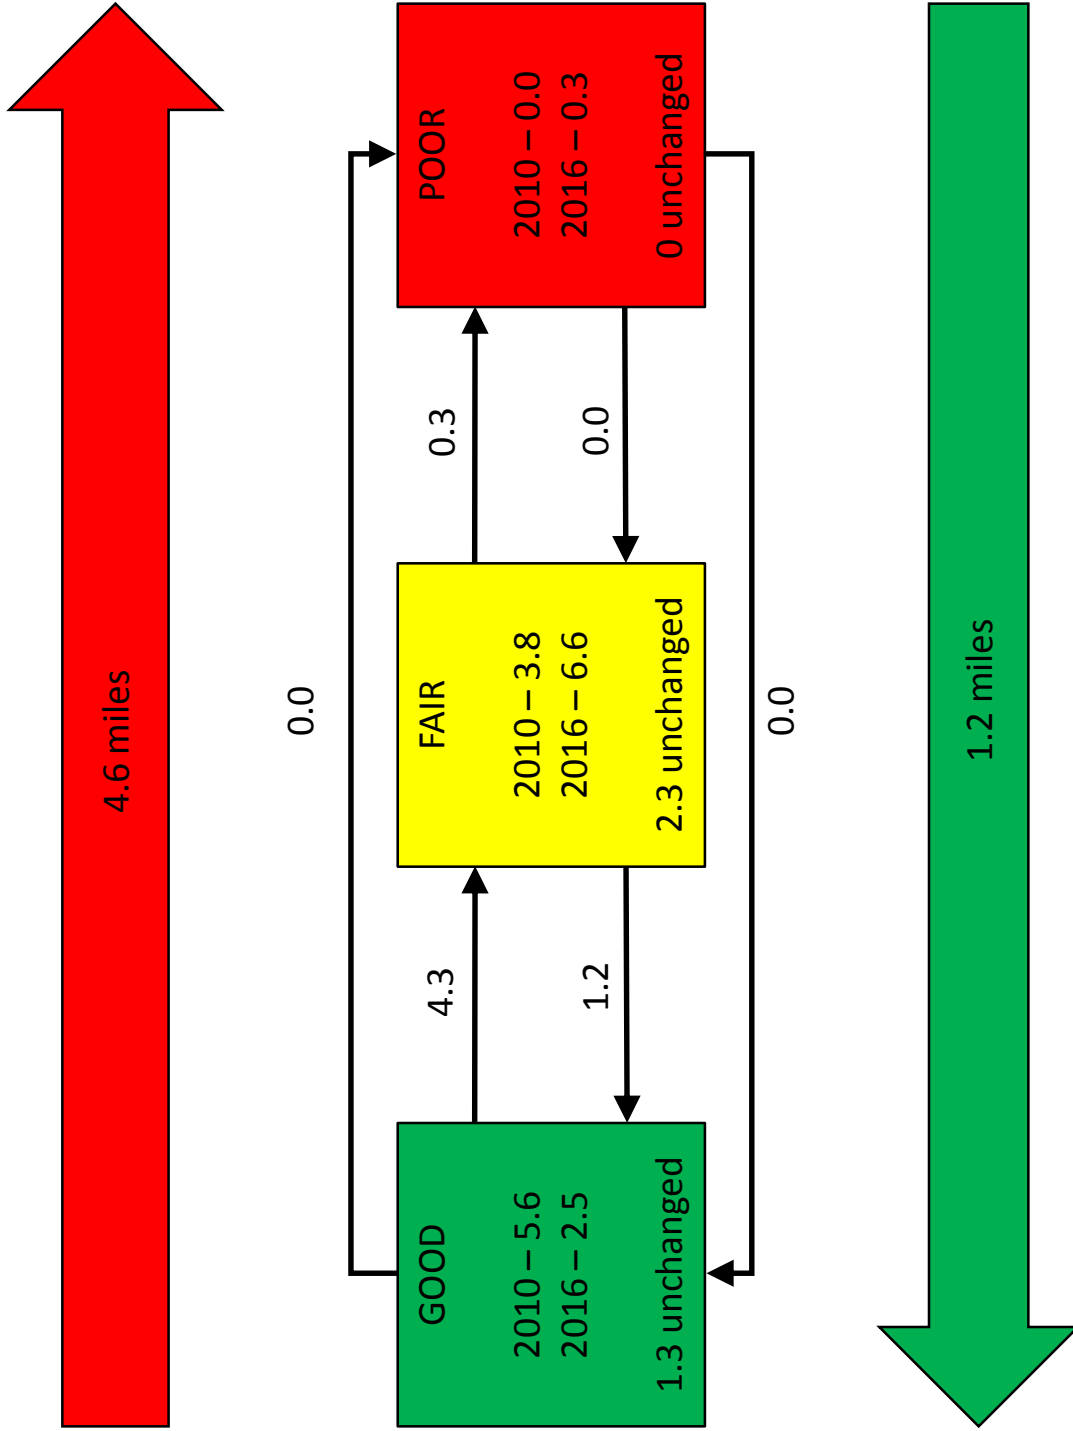 4.6 miles
0.0
GOOD
2010 – 5.6
2016 – 2.5
1.3 unchanged
4.3
1.2
FAIR
2010 – 3.8
2016 – 6.6
2.3 unchanged
0.3
0.0
POOR
2010 – 0.0
2016 – 0.3
0 unchanged
0.0
1.2 miles